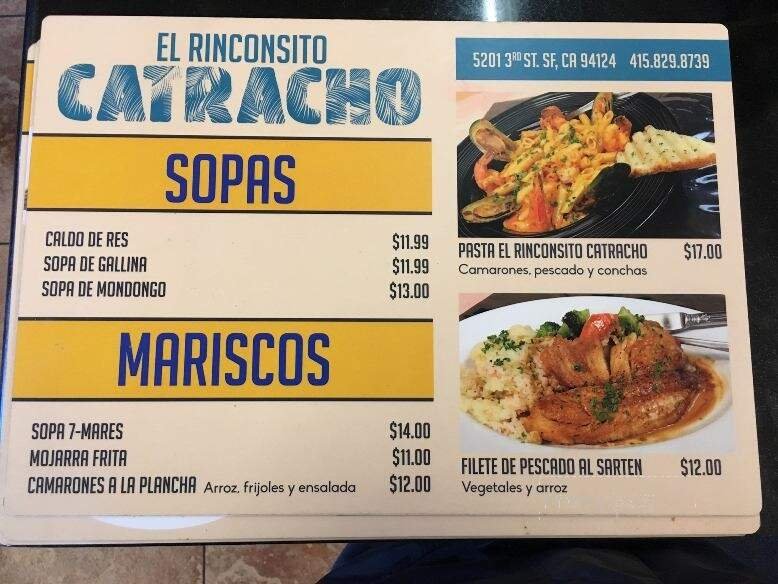 EL RINCONSITO
CATRACHO
SOPAS
CALDO DE RES $11.99
SOPA DE GALLINA $11.99
SOPA DE MONDONGO $13.00
MARISCOS
SOPA 7-MARES $14.00
MOJARRA FRITA $11.00
CAMARONES A LA PLANCHA Arroz, frijoles y ensalada $12.00
5201 3RD ST. SF, CA 94124 415.829.8739
PASTA EL RINCONSITO CATRACHO $17.00
Camarones, pescado y conchas
FILETE DE PESCADO AL SARTEN $12.00
Vegetales y arroz